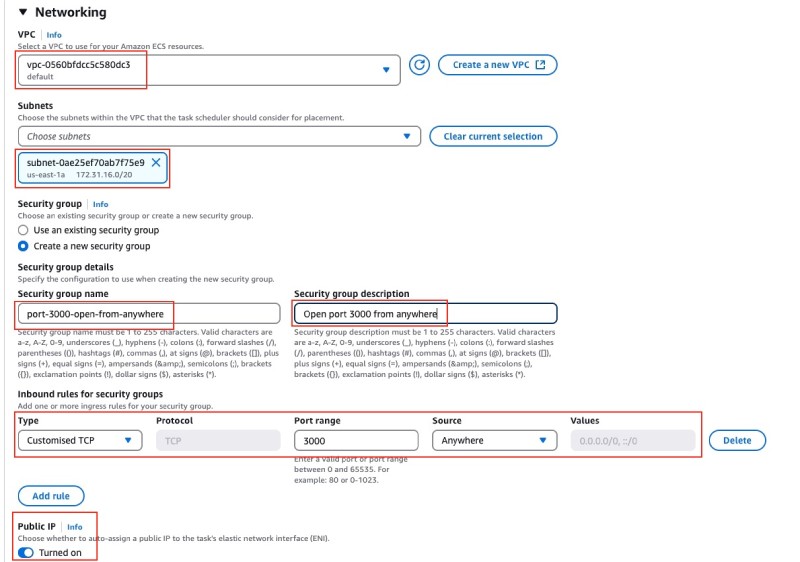 ▼ Networking
VPC | Info
Select a VPC to use for your Amazon ECS resources.
vpc-0560bfdcc5c580dc3
default
Create a new VPC
Subnets
Choose the subnets within the VPC that the task scheduler should consider for placement.
Choose subnets
Clear current selection
subnet-0ae25ef70ab7f75e9
us-east-1a 172.31.16.0/20
Security group | Info
Choose an existing security group or create a new security group.
Use an existing security group
Create a new security group
Security group details
Specify the configuration to use when creating the new security group.
Security group name
port-3000-open-from-anywhere
Security group name must be 1 to 255 characters. Valid characters are
a-z, A-Z, 0-9, underscores (_), hyphens (-), colons (:), forward slashes (/),
parentheses (()), hashtags (#), commas (,), at signs (@), brackets ([]), plus
signs (+), equal signs (=), ampersands (&amp;), semicolons (;), brackets
({}), exclamation points (!), dollar signs ($), asterisks (*).
Security group description
Open port 3000 from anywhere
Security group description must be 1 to 255 characters. Valid characters
are a-z, A-Z, 0-9, underscores (_), hyphens (-), colons (:), forward slashes
(/), parentheses (()), hashtags (#), commas (,), at signs (@), brackets ([]),
plus signs (+), equal signs (=), ampersands (&amp;), semicolons (;),
brackets ({}), exclamation points (!), dollar signs ($), asterisks (*).
Inbound rules for security groups
Add one or more ingress rules for your security group.
Type Protocol Port range Source Values
Customised TCP TCP 3000 Anywhere 0.0.0.0/0, ::/0 Delete
Enter a valid port or port range
between 0 and 65535. For
example: 80 or 0-1023.
Add rule
Public IP | Info
Choose whether to auto-assign a public IP to the task's elastic network interface (ENI).
Turned on